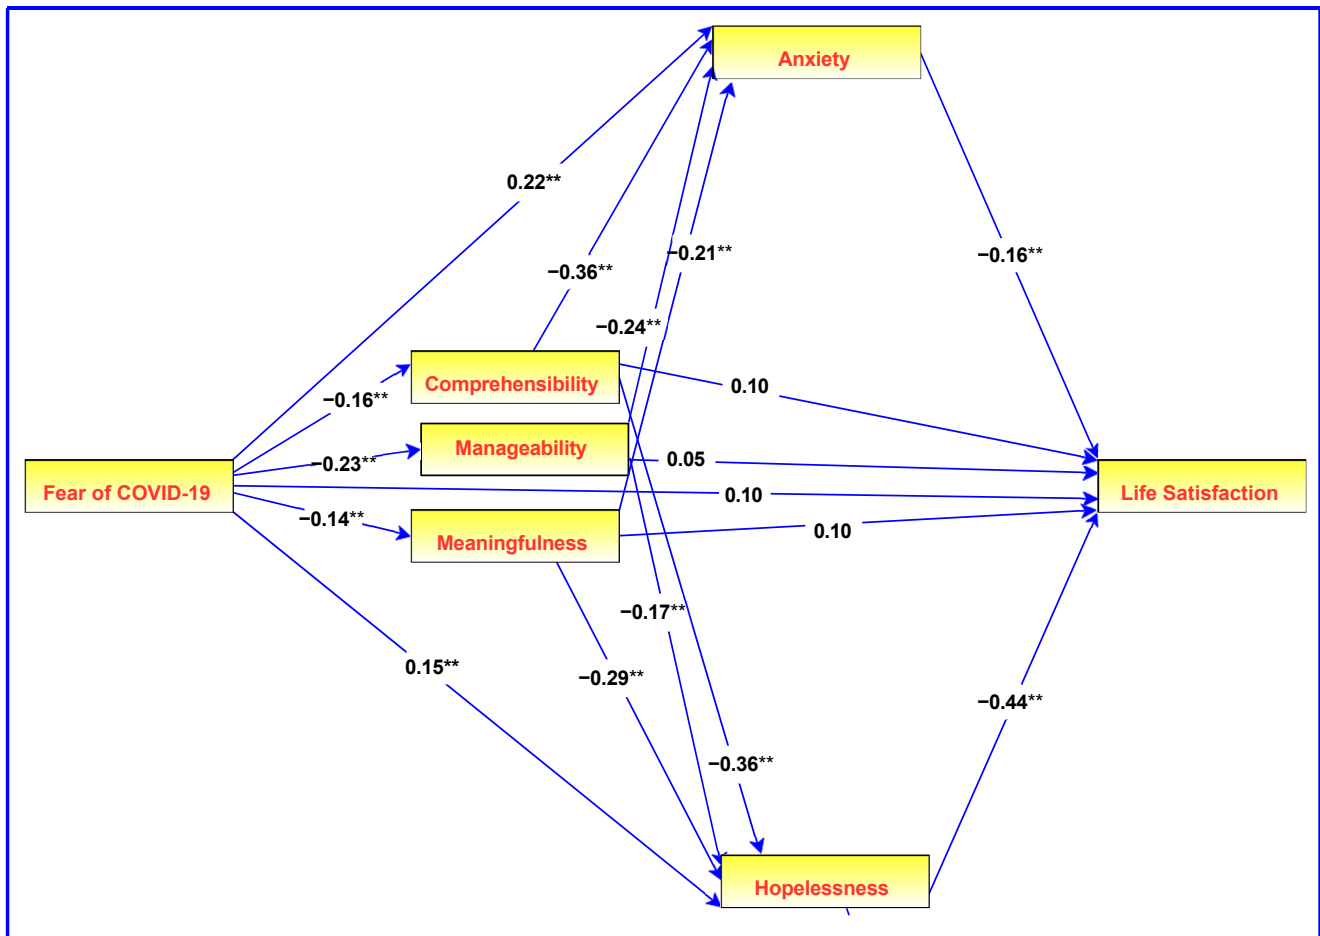 Anxiety
0.22**
−0.36**
−0.21**
−0.16**
−0.24**
Comprehensibility
−0.16**
0.10
Manageability
−0.23**
0.05
Fear of COVID-19
0.10
Life Satisfaction
−0.14**
Meaningfulness
0.10
−0.17**
0.15**
−0.29**
−0.44**
−0.36**
Hopelessness